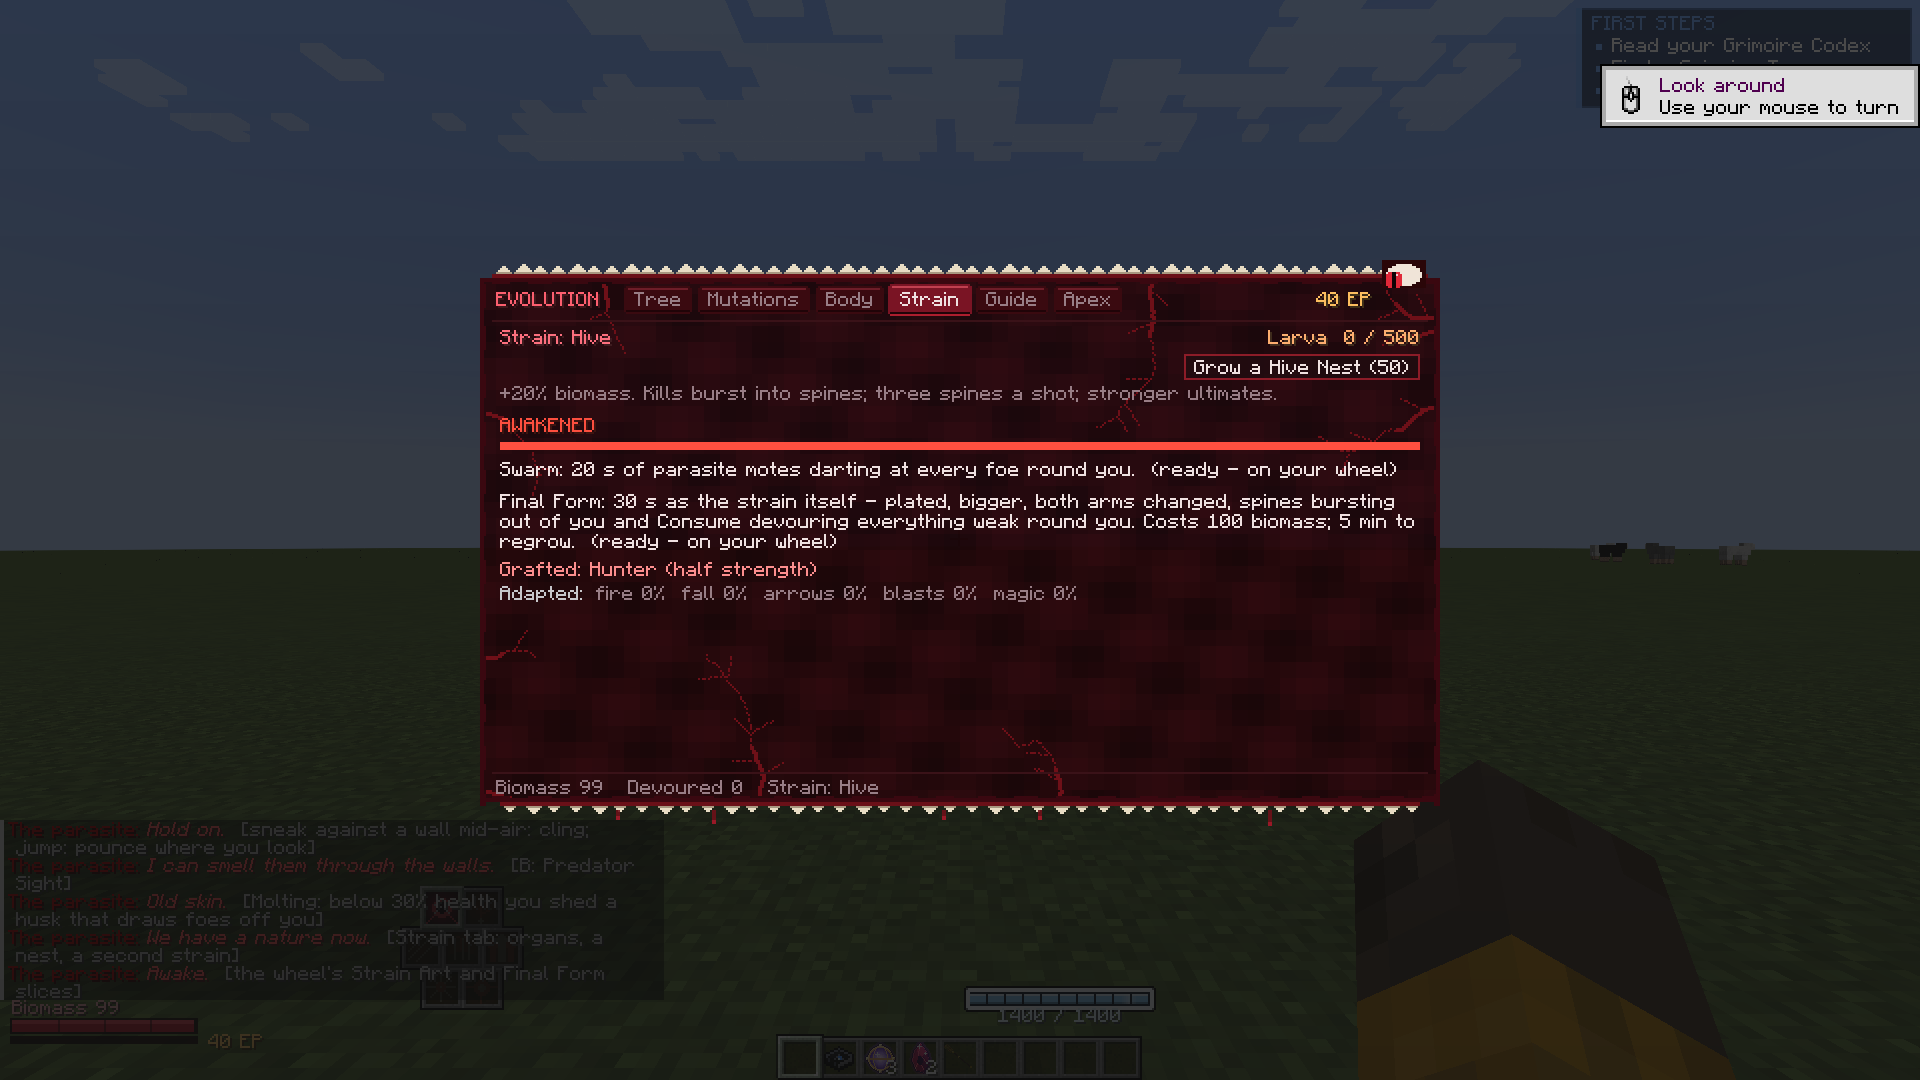 FIRST STEPS
Read your Grimoire Codex
Look around
Use your mouse to turn
EVOLUTION Tree Mutations Body Strain Guide Apex 40 EP
Strain: Hive Larva 0 / 500
Grow a Hive Nest (50)
+20% biomass. Kills burst into spines; three spines a shot; stronger ultimates.
AWAKENED
Swarm: 20 s of parasite motes darting at every foe round you. (ready - on your wheel)
Final Form: 30 s as the strain itself - plated, bigger, both arms changed, spines bursting
out of you and Consume devouring everything weak round you. Costs 100 biomass; 5 min to
regrow. (ready - on your wheel)
Grafted: Hunter (half strength)
Adapted: fire 0% fall 0% arrows 0% blasts 0% magic 0%
Biomass 99 Devoured 0 Strain: Hive
The parasite: Hold on. [sneak against a wall mid-air: cling;
jump: pounce where you look]
The parasite: I can smell them through the walls. [B: Predator
Sight]
The parasite: Old skin. [Molting: below 30% health you shed a
husk that draws foes off you]
The parasite: We have a nature now. [Strain tab: organs, a
nest, a second strain]
The parasite: Awake. [the wheel's Strain Art and Final Form
slices]
Biomass 99
40 EP
1400 / 1400
3
2